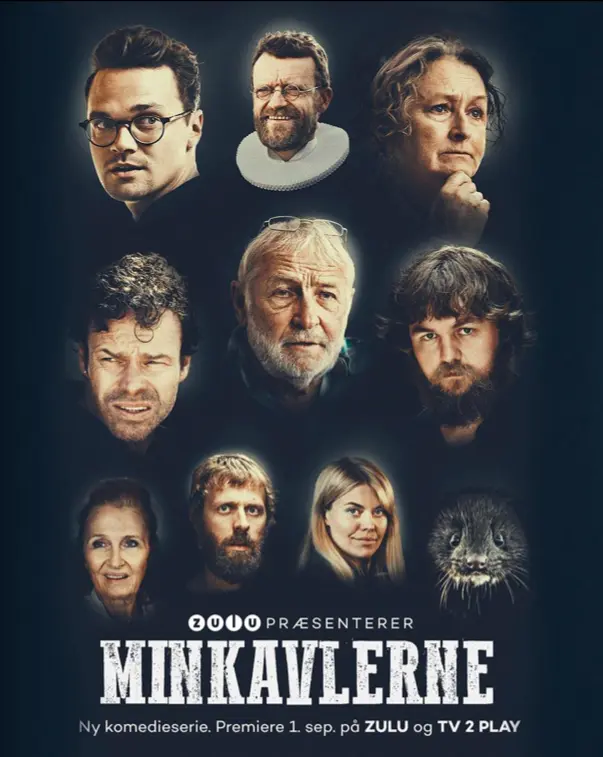 ZULU PRÆSENTERER
MINKAVLERNE
Ny komedieserie. Premiere 1. sep. på ZULU og TV 2 PLAY